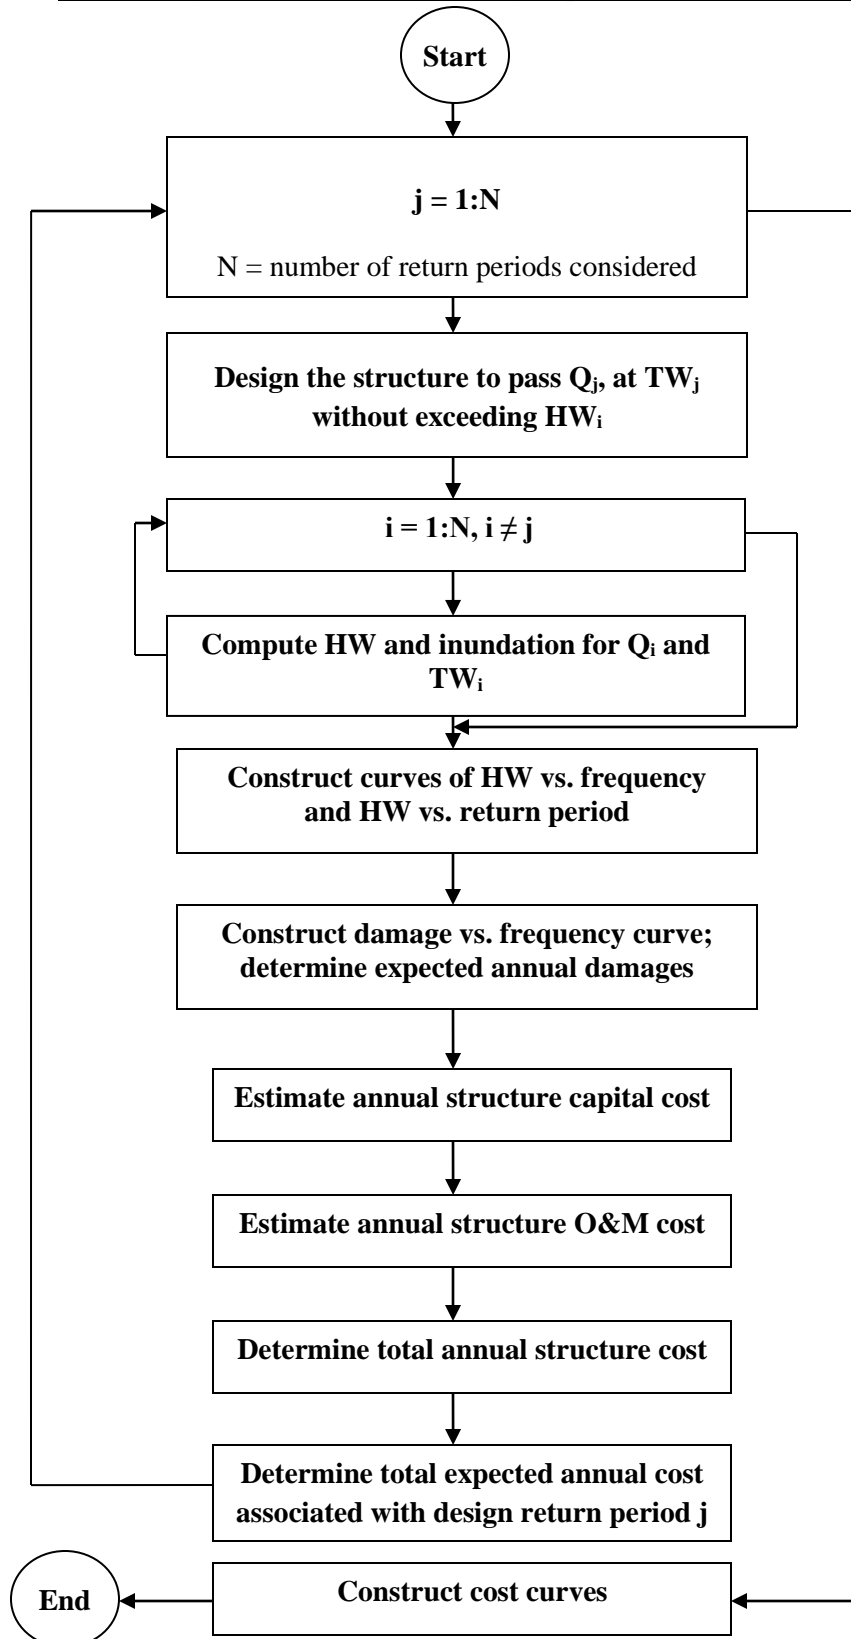 Start
j = 1:N
N = number of return periods considered
Design the structure to pass Qⱼ, at TWⱼ
without exceeding HWᵢ
i = 1:N, i ≠ j
Compute HW and inundation for Qᵢ and
TWᵢ
Construct curves of HW vs. frequency
and HW vs. return period
Construct damage vs. frequency curve;
determine expected annual damages
Estimate annual structure capital cost
Estimate annual structure O&M cost
Determine total annual structure cost
Determine total expected annual cost
associated with design return period j
Construct cost curves
End